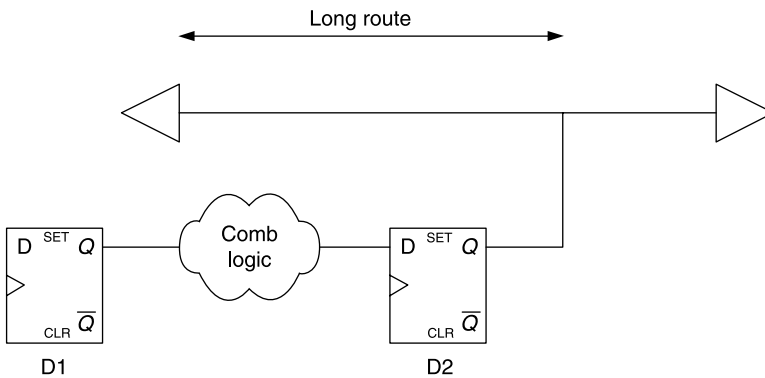 Long route
D SET Q
Comb
logic
D SET Q
CLR Q̅
CLR Q̅
D1
D2